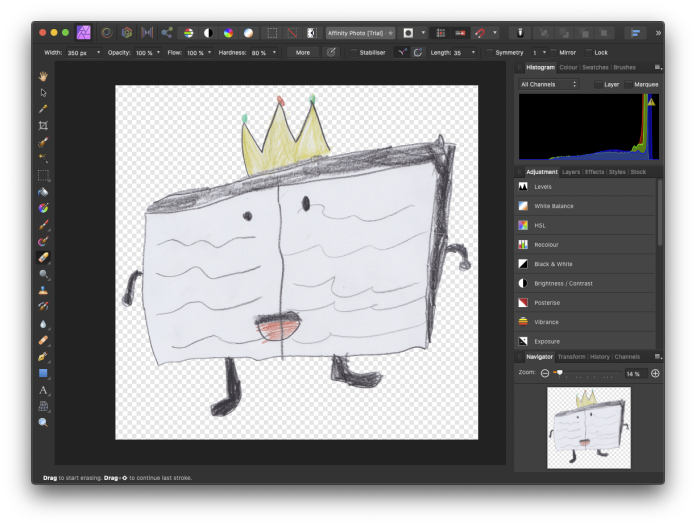 Affinity Photo [Trial]
Width: 350 px Opacity: 100 % Flow: 100 % Hardness: 80 % More Stabiliser Length: 35 Symmetry 1 Mirror Lock
Histogram Colour Swatches Brushes
All Channels Layer Marquee
Adjustment Layers Effects Styles Stock
Levels
White Balance
HSL
Recolour
Black & White
Brightness / Contrast
Posterise
Vibrance
Exposure
Navigator Transform History Channels
Zoom: 14 %
A
Drag to start erasing. Drag+⇧ to continue last stroke.